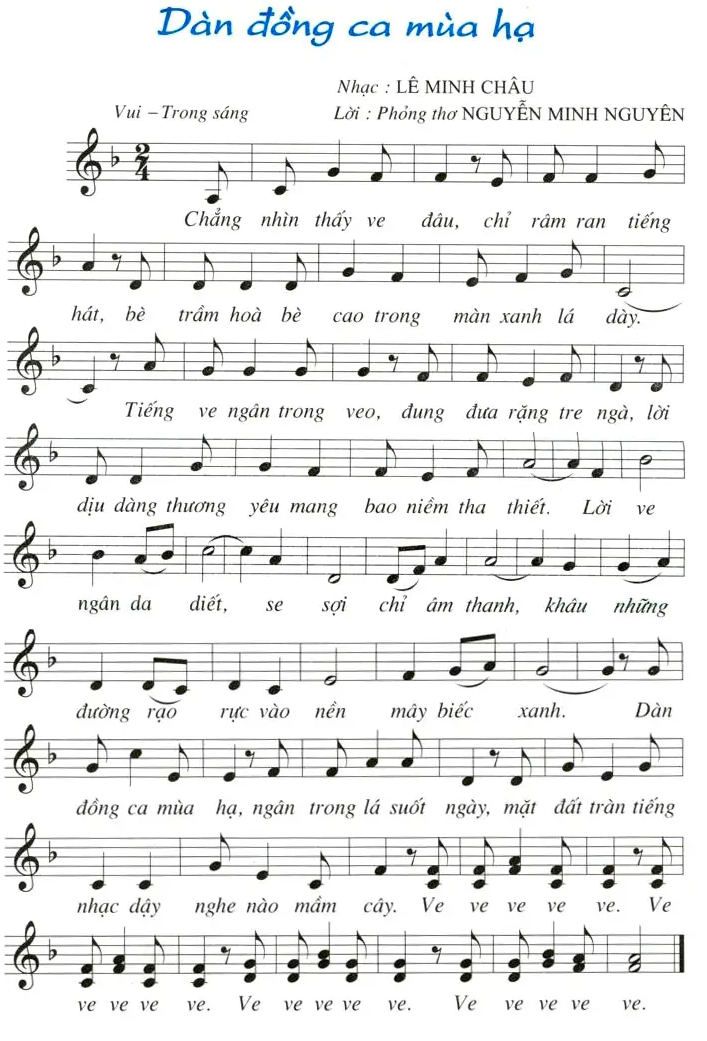 Dàn đồng ca mùa hạ
Nhạc : LÊ MINH CHÂU
Vui – Trong sáng
Lời : Phỏng thơ NGUYỄN MINH NGUYÊN
2
4
Chẳng nhìn thấy ve đâu, chỉ râm ran tiếng
hát, bè trầm hoà bè cao trong màn xanh lá dày.
Tiếng ve ngân trong veo, đung đưa rặng tre ngà, lời
dịu dàng thương yêu mang bao niềm tha thiết. Lời ve
ngân da diết, se sợi chỉ âm thanh, khâu những
đường rạo rực vào nền mây biếc xanh. Dàn
đồng ca mùa hạ, ngân trong lá suốt ngày, mặt đất tràn tiếng
nhạc dậy nghe nào mầm cây. Ve ve ve ve ve. Ve
ve ve ve ve. Ve ve ve ve ve. Ve ve ve ve ve.